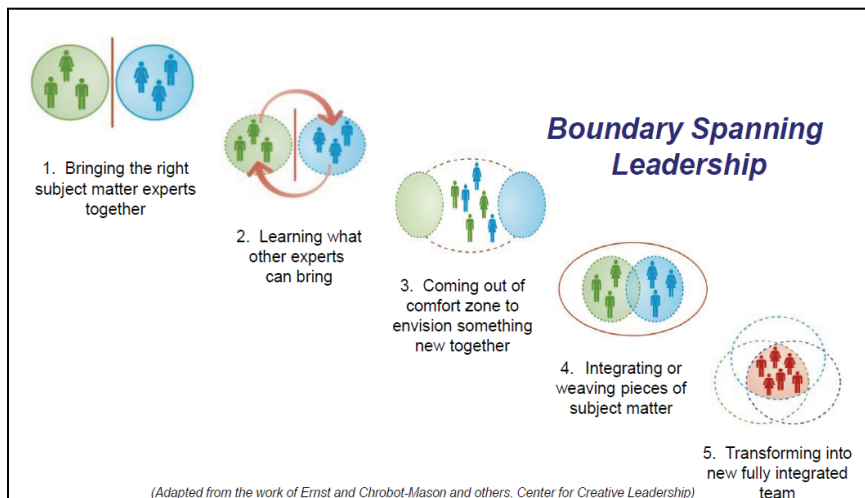 Boundary Spanning
Leadership
1. Bringing the right
subject matter experts
together
2. Learning what
other experts
can bring
3. Coming out of
comfort zone to
envision something
new together
4. Integrating or
weaving pieces of
subject matter
5. Transforming into
new fully integrated
team
(Adapted from the work of Ernst and Chrobot-Mason and others, Center for Creative Leadership)